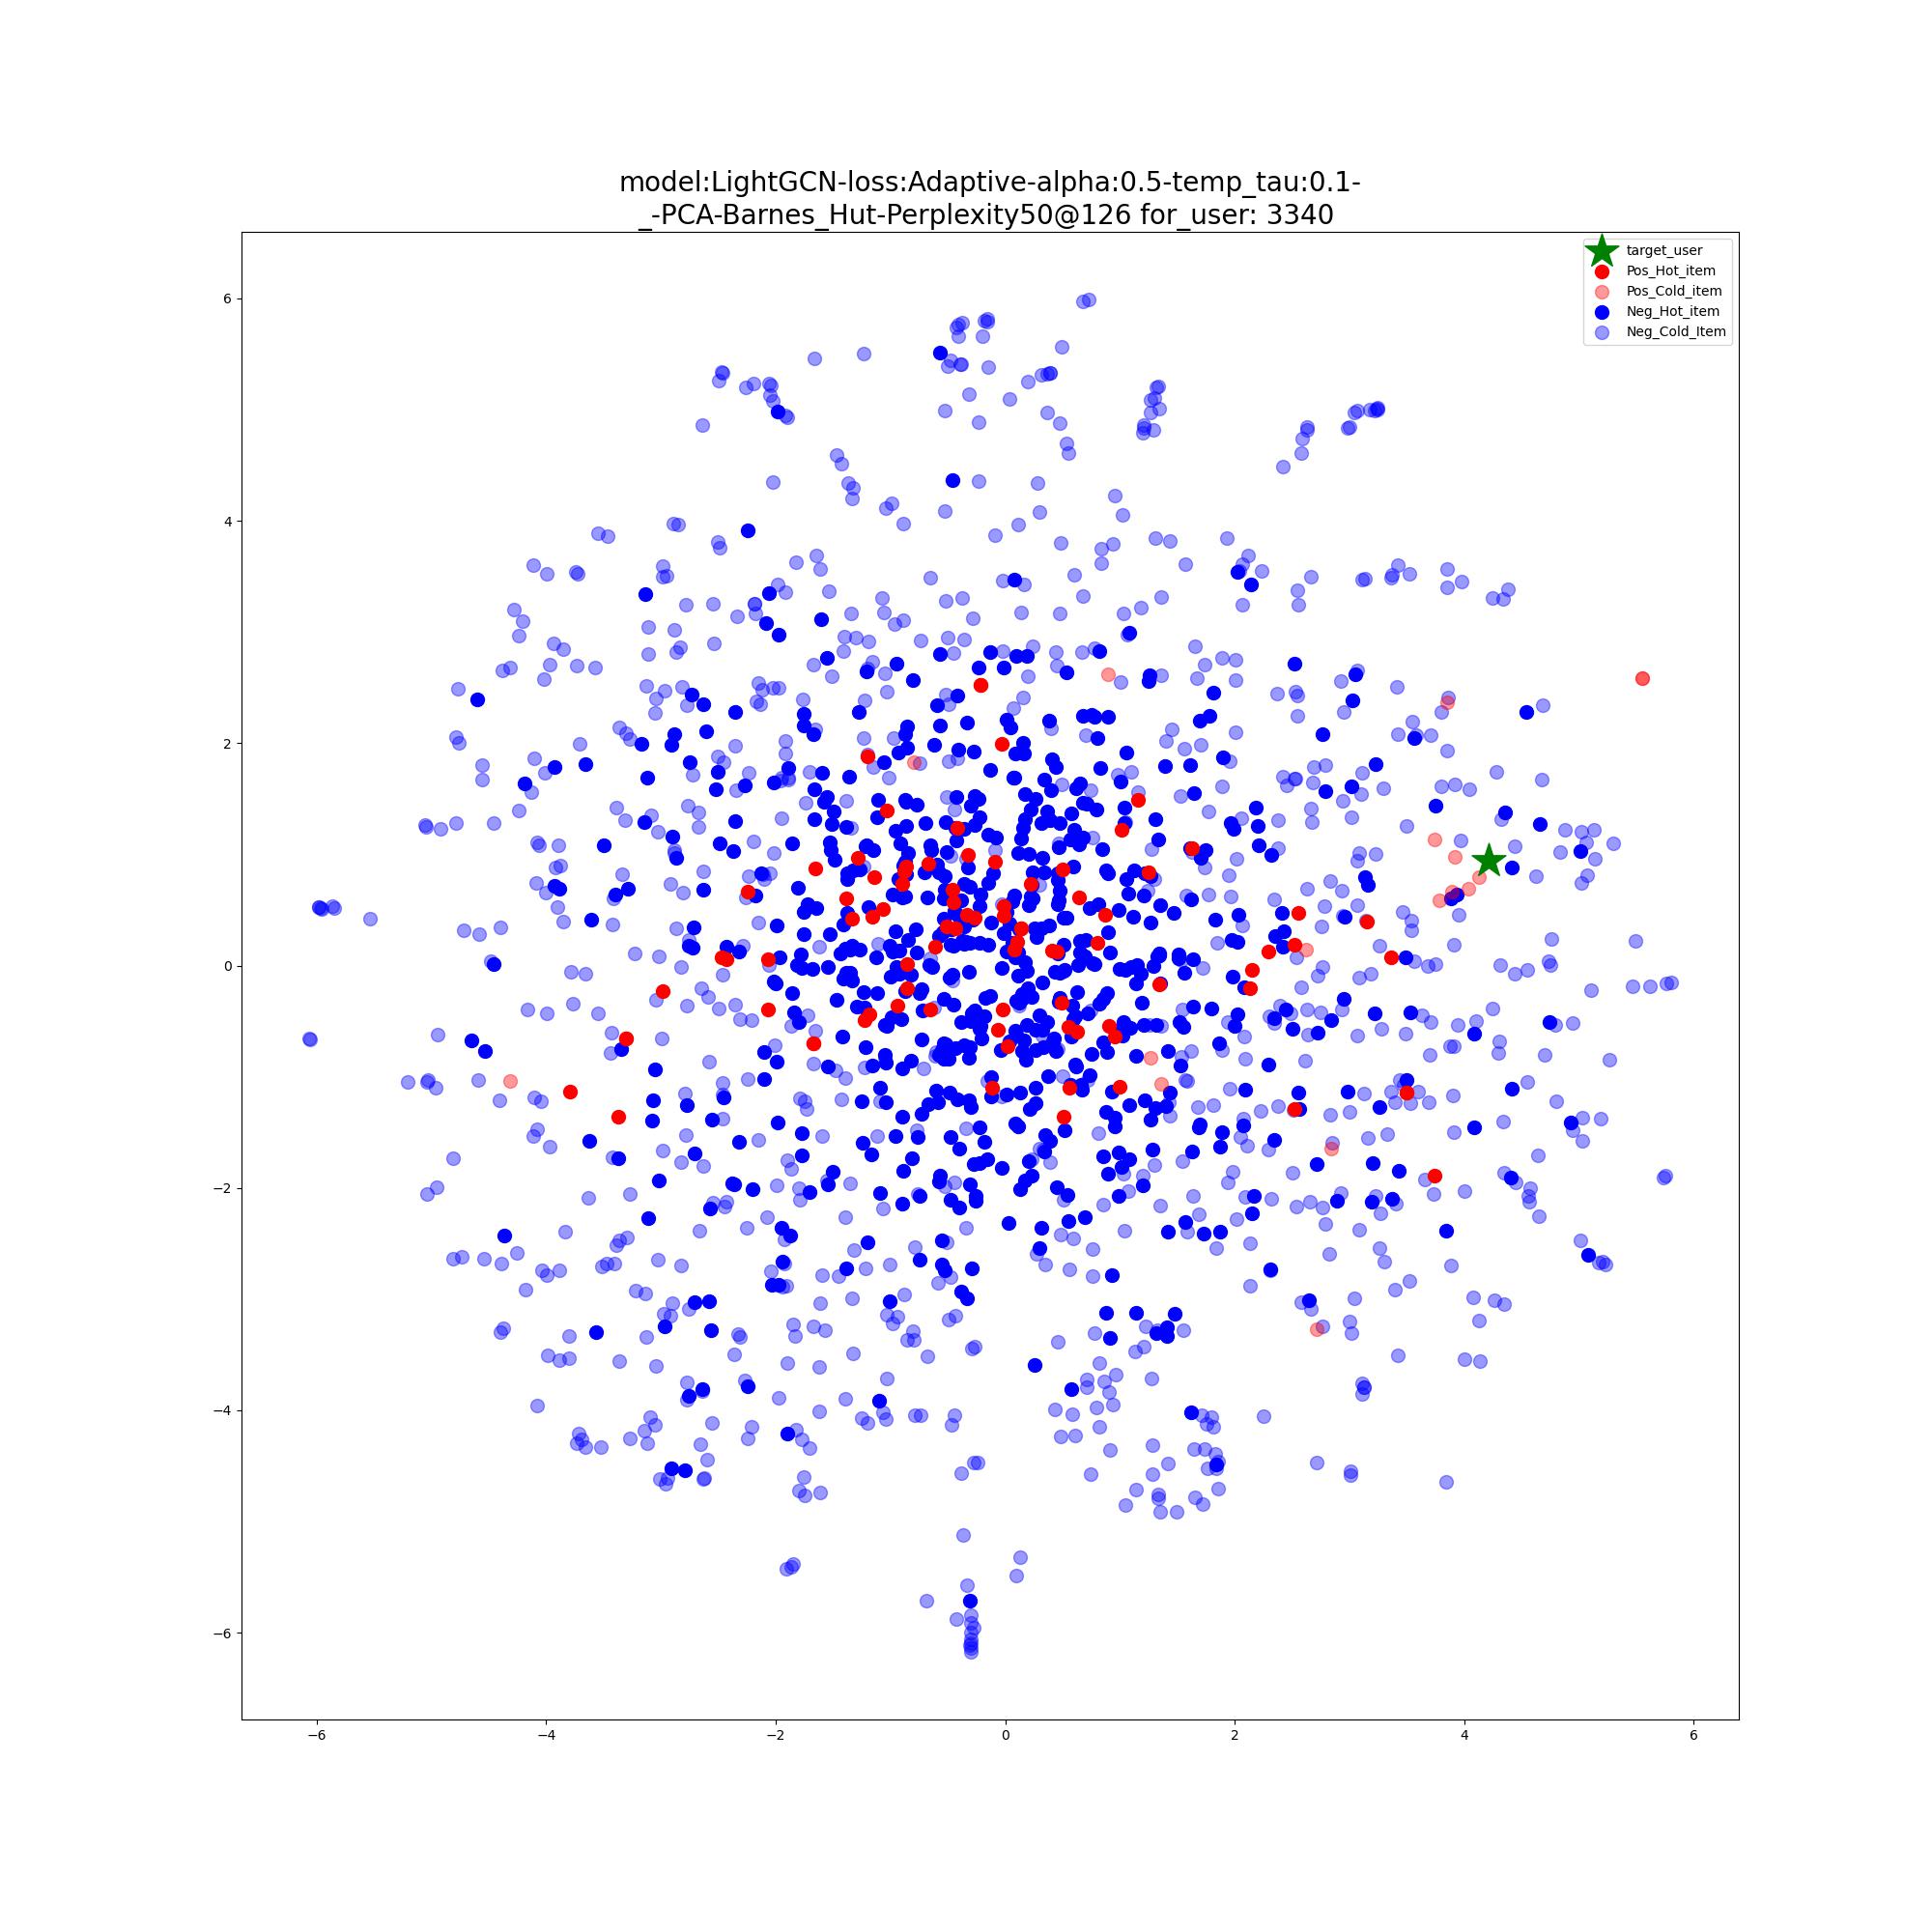 model:LightGCN-loss:Adaptive-alpha:0.5-temp_tau:0.1-
_-PCA-Barnes_Hut-Perplexity50@126 for_user: 3340
target_user
Pos_Hot_item
Pos_Cold_item
Neg_Hot_item
Neg_Cold_Item
6
4
2
0
−2
−4
−6
−6 −4 −2 0 2 4 6